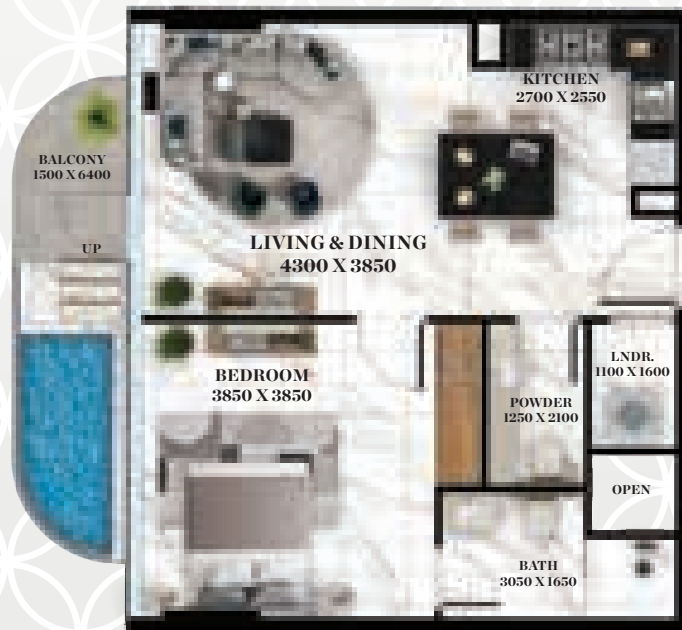 KITCHEN
2700 X 2550
BALCONY
1500 X 6400
UP
LIVING & DINING
4300 X 3850
BEDROOM
3850 X 3850
LNDR.
1100 X 1600
POWDER
1250 X 2100
OPEN
BATH
3050 X 1650